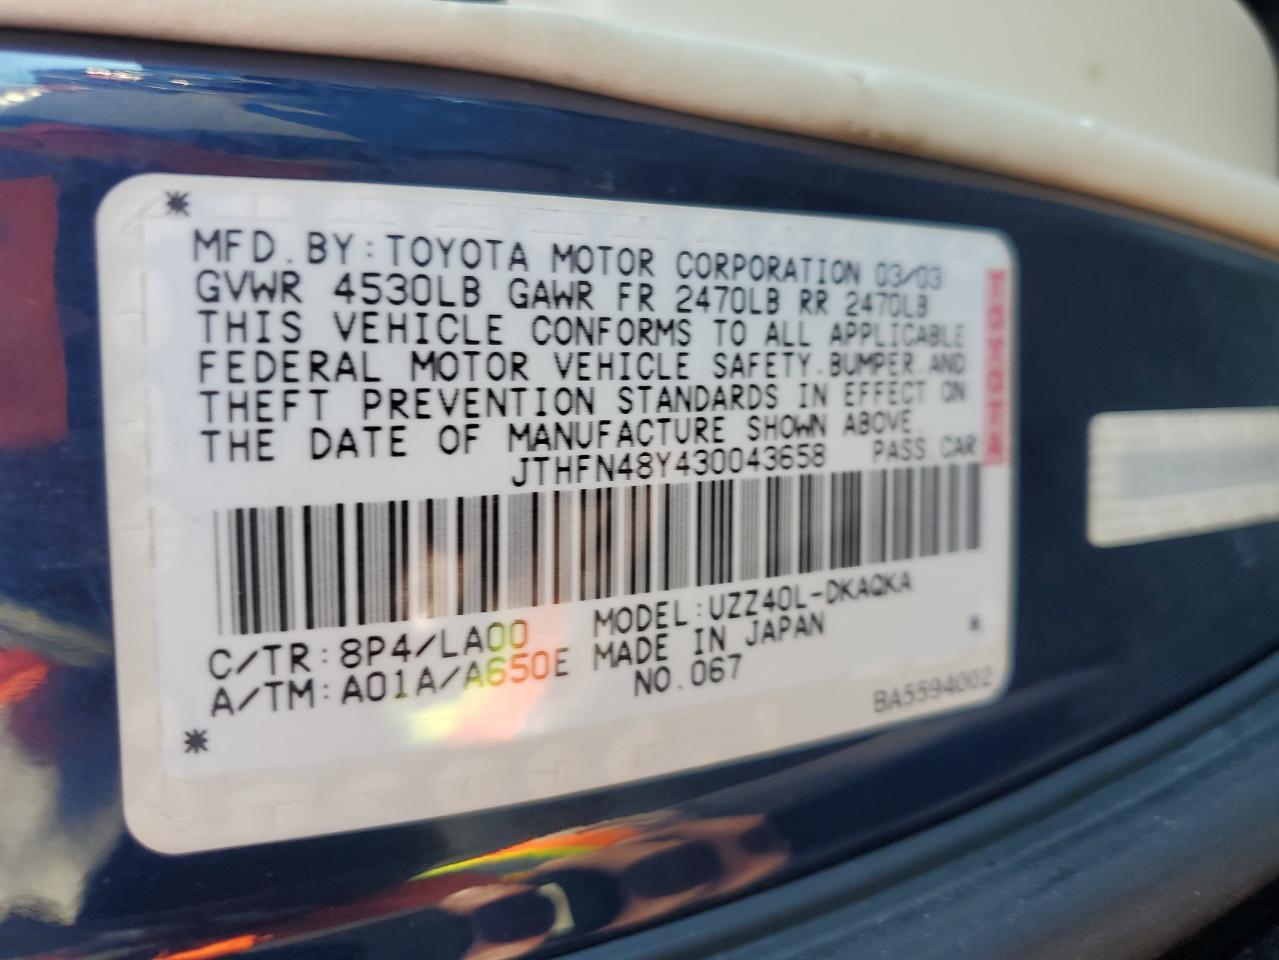 MFD. BY: TOYOTA MOTOR CORPORATION 03/03
GVWR 4530LB GAWR FR 2470LB RR 2470LB
THIS VEHICLE CONFORMS TO ALL APPLICABLE
FEDERAL MOTOR VEHICLE SAFETY. BUMPER. AND
THEFT PREVENTION STANDARDS IN EFFECT ON
THE DATE OF MANUFACTURE SHOWN ABOVE.
JTHFN48Y430043658 PASS. CAR
C/TR: 8P4/LA00 MODEL: UZZ40L-DKAQKA
A/TM: A01A/A650E MADE IN JAPAN
NO. 067
BA5594002
TOYOTA